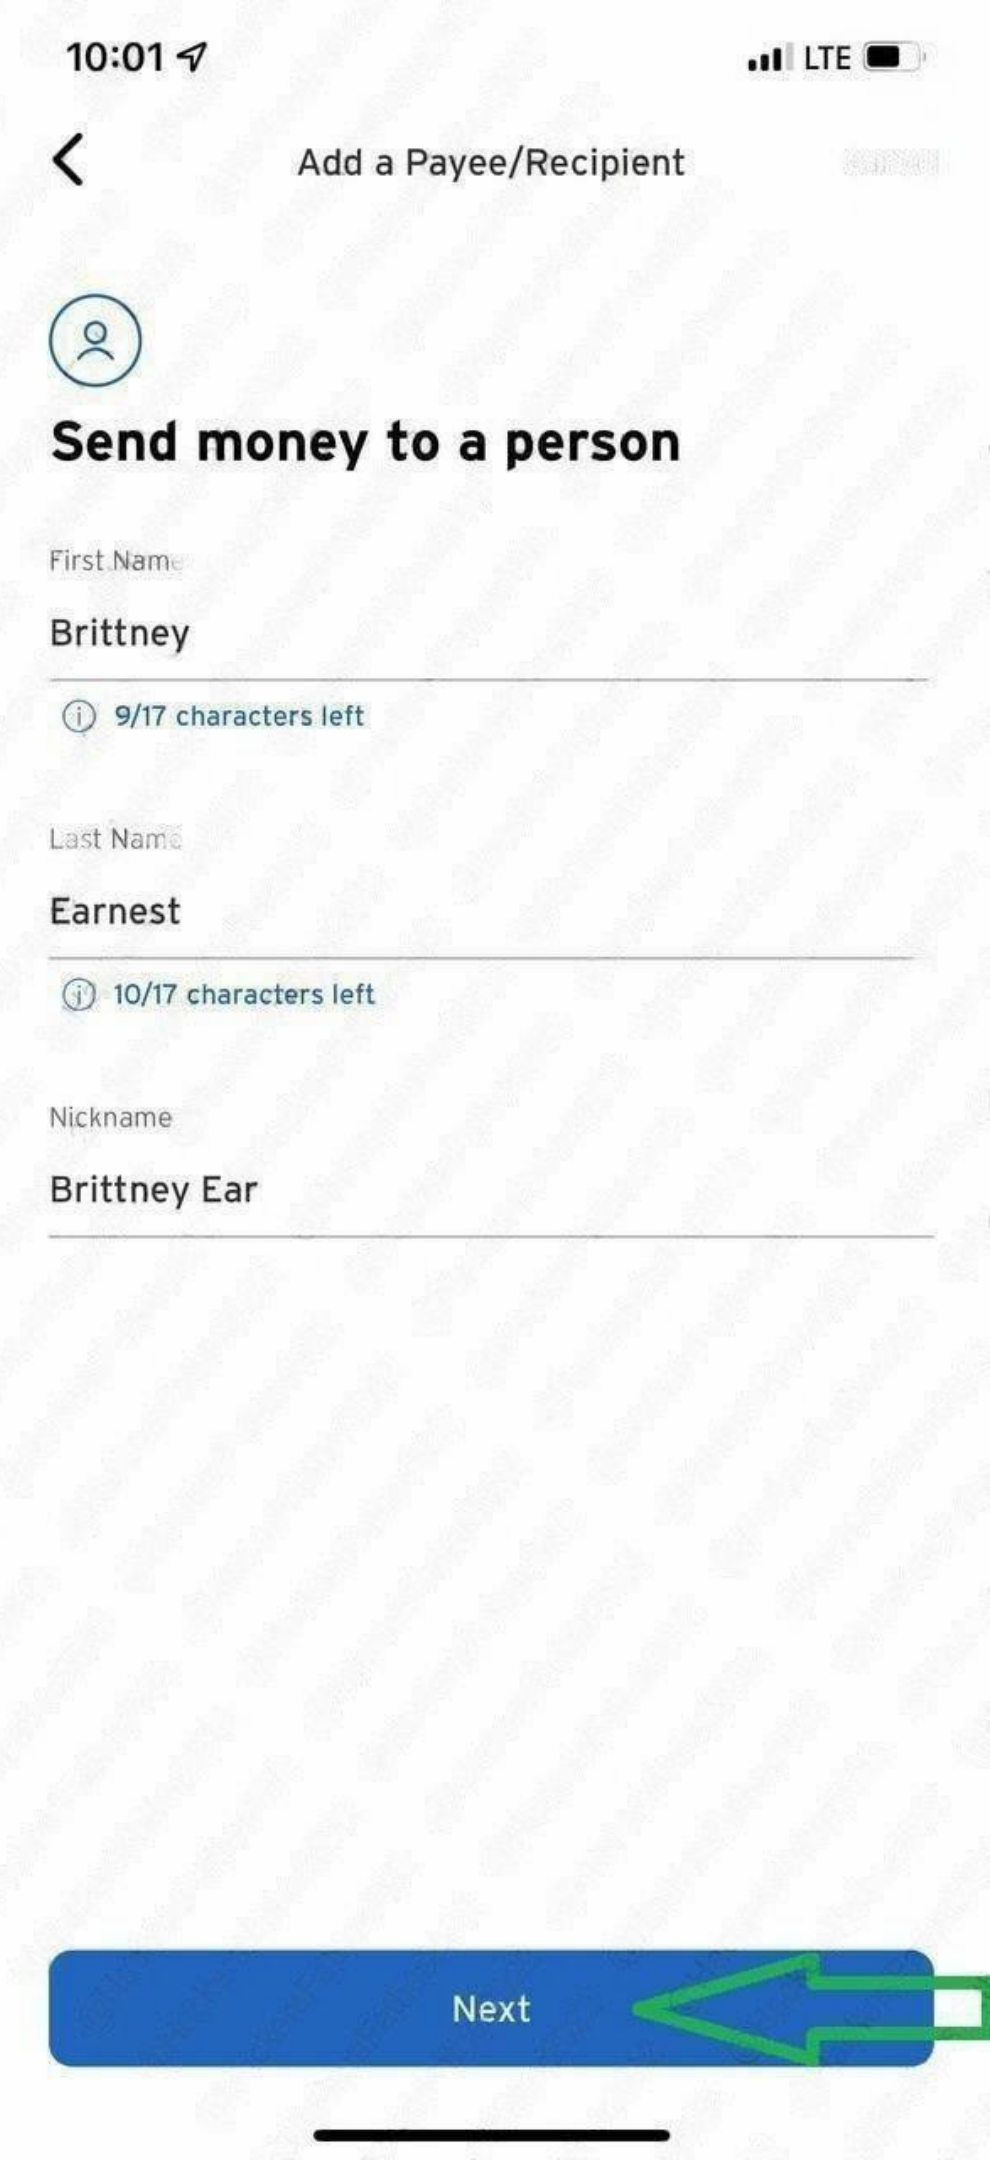 10:01 LTE
Add a Payee/Recipient
Send money to a person
First Name
Brittney
9/17 characters left
Last Name
Earnest
10/17 characters left
Nickname
Brittney Ear
Next